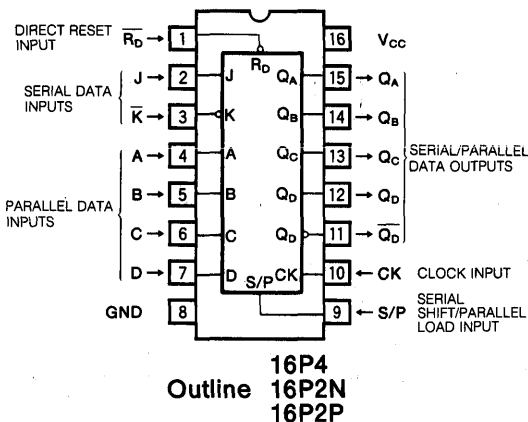 DIRECT RESET
INPUT
R̅D̅ → 1
RD
16 VCC
SERIAL DATA
INPUTS
J → 2 J
K̅ → 3 K
PARALLEL DATA
INPUTS
A → 4 A
B → 5 B
C → 6 C
D → 7 D
GND 8
QA 15 → QA
QB 14 → QB
QC 13 → QC
QD 12 → QD
QD 11 → Q̅D̅
SERIAL/PARALLEL
DATA OUTPUTS
CK 10 ← CK CLOCK INPUT
S/P
9 ← S/P SERIAL
SHIFT/PARALLEL
LOAD INPUT
16P4
Outline 16P2N
16P2P